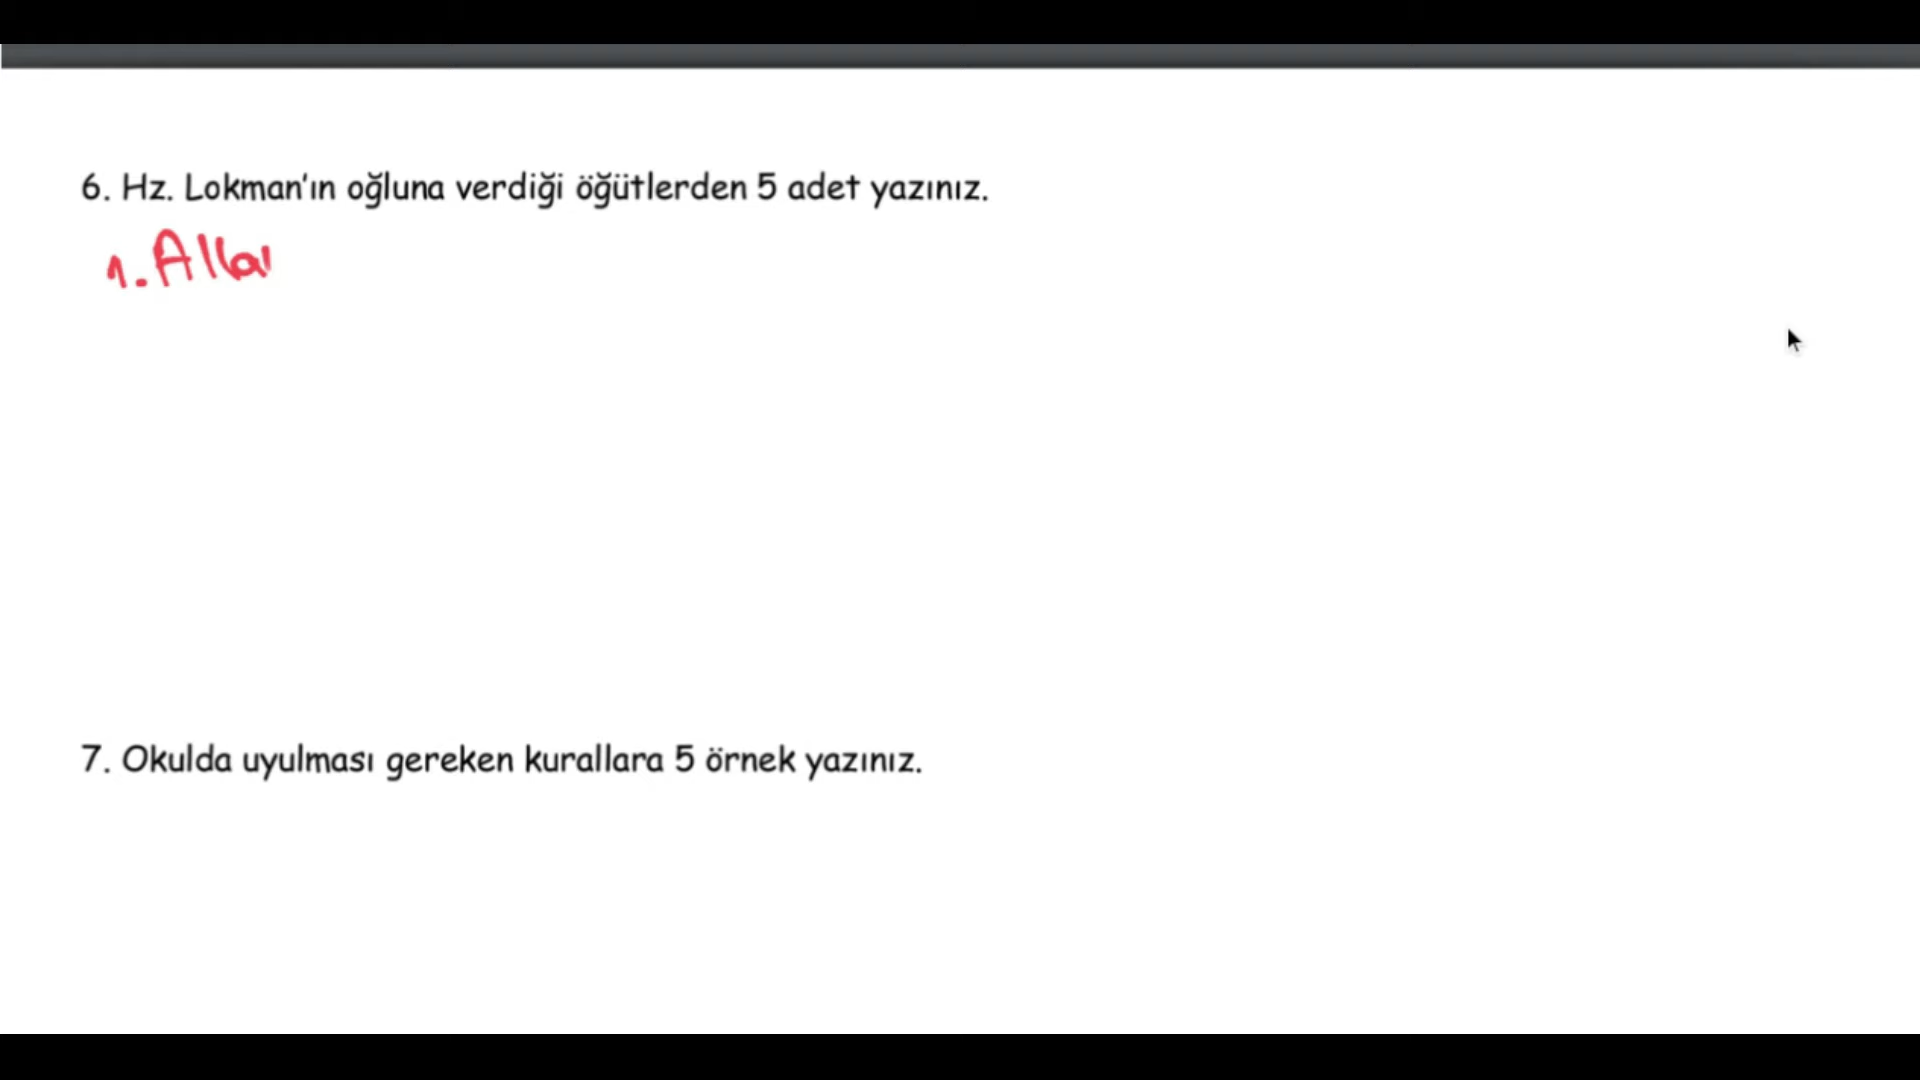 6. Hz. Lokman'ın oğluna verdiği öğütlerden 5 adet yazınız.
1. Alla
7. Okulda uyulması gereken kurallara 5 örnek yazınız.